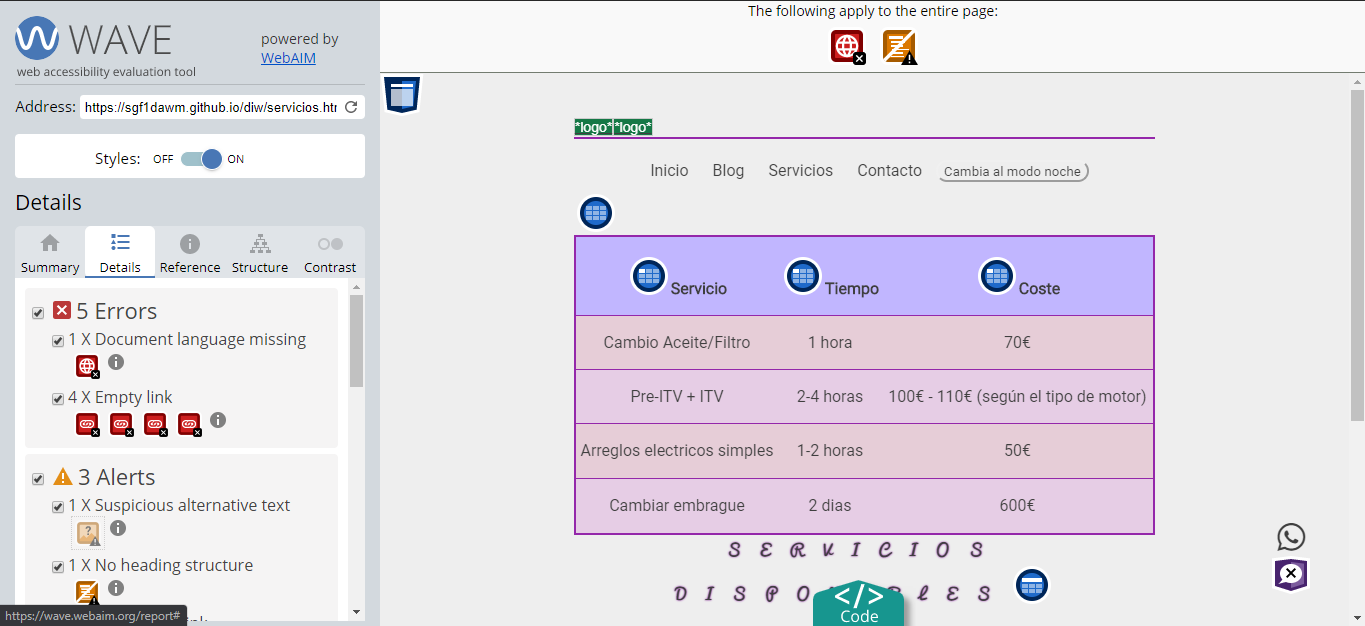 WAVE
powered by
WebAIM
web accessibility evaluation tool
Address: https://sgf1dawm.github.io/diw/servicios.htr
Styles: OFF ON
Details
Summary Details Reference Structure Contrast
5 Errors
1 X Document language missing
4 X Empty link
3 Alerts
1 X Suspicious alternative text
1 X No heading structure
https://wave.webaim.org/report#
The following apply to the entire page:
*logo* *logo*
Inicio Blog Servicios Contacto Cambia al modo noche
Servicio Tiempo Coste
Cambio Aceite/Filtro 1 hora 70€
Pre-ITV + ITV 2-4 horas 100€ - 110€ (según el tipo de motor)
Arreglos electricos simples 1-2 horas 50€
Cambiar embrague 2 dias 600€
SERVICIOS
</> 
Code